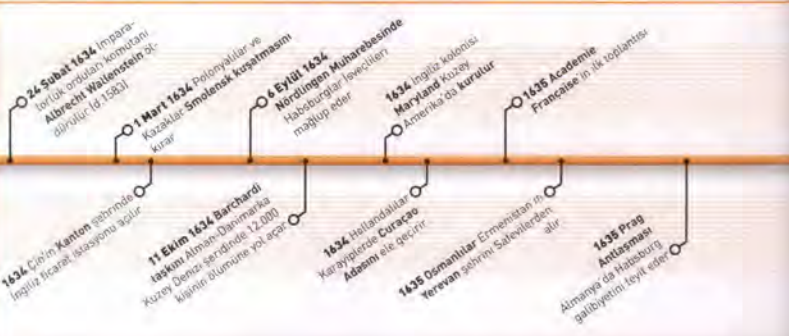 24 Şubat 1634 İmpara-
torluk orduları komutanı
Albrecht Wallenstein öl-
dürülür (d.1583)
1 Mart 1634 Polonyalılar ve
Kazaklar Smolensk kuşatmasını
kırar
6 Eylül 1634
Nördlingen Muharebesinde
Habsburglar İsveçlileri
mağlup eder
1634 İngiliz kolonisi
Maryland Kuzey
Amerika'da kurulur
1635 Academie
Française'in ilk toplantısı
1634 Çin'in Kanton şehrinde
İngiliz ticaret istasyonu açılır
11 Ekim 1634 Barchardi
taşkını Alman-Danimarka
Kuzey Denizi şeridinde 12.000
kişinin ölümüne yol açar
1634 Hollandalılar
Karayiplerde Curaçao
Adasını ele geçirir
1635 Osmanlılar Ermenistan'ın
Yerevan şehrini Safevilerden
alır
1635 Prag
Antlaşması
Almanya'da Habsburg
galibiyetini teyit eder